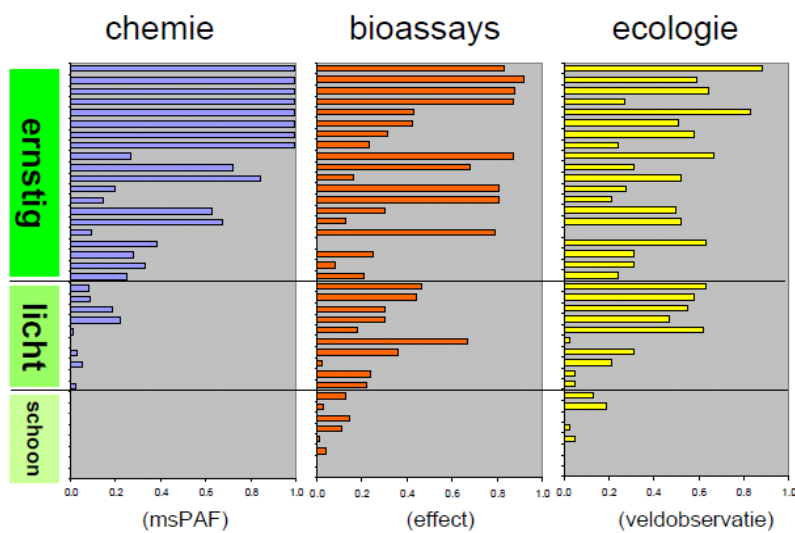 chemie
bioassays
ecologie
ernstig
licht
schoon
0.0 0.2 0.4 0.6 0.8 1.0
0.0 0.2 0.4 0.6 0.8 1.0
0.0 0.2 0.4 0.6 0.8 1.0
(msPAF)
(effect)
(veldobservatie)